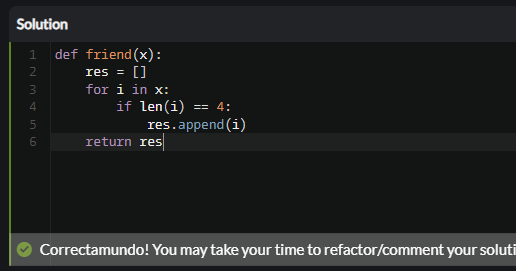 Solution
1 def friend(x):
2     res = []
3     for i in x:
4         if len(i) == 4:
5             res.append(i)
6     return res
Correctamundo! You may take your time to refactor/comment your soluti